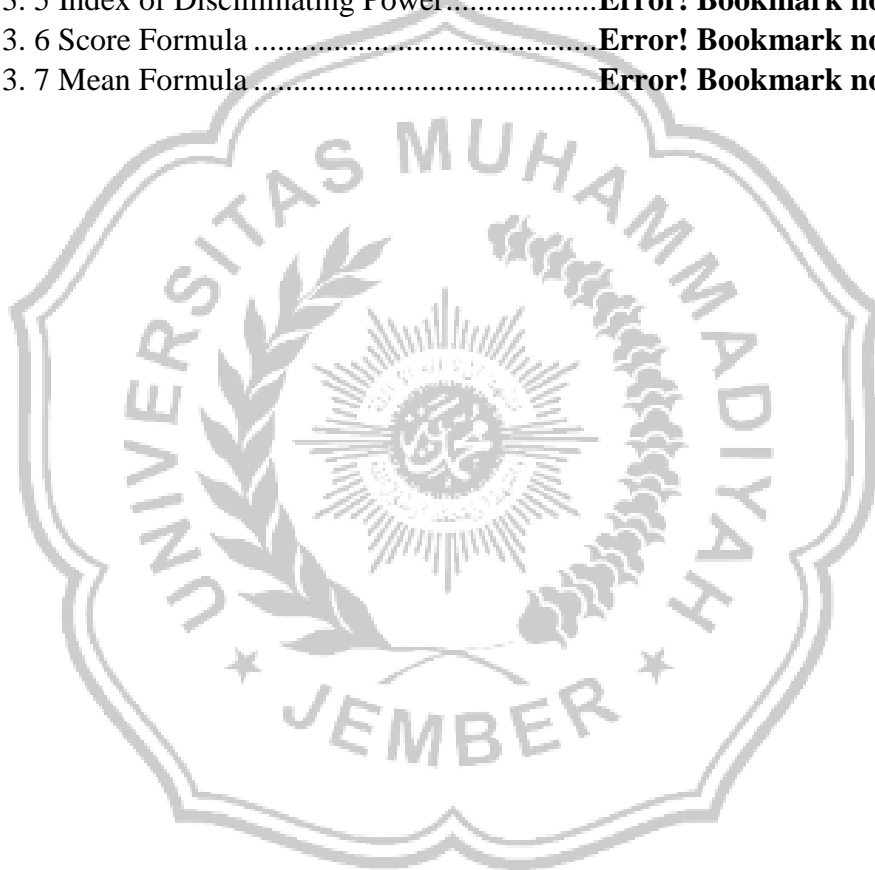 3. 5 Index of Discriminating Power..................Error! Bookmark no
3. 6 Score Formula..........................................Error! Bookmark no
3. 7 Mean Formula..........................................Error! Bookmark no
UNIVERSITAS MUHAMMADIYAH
JEMBER